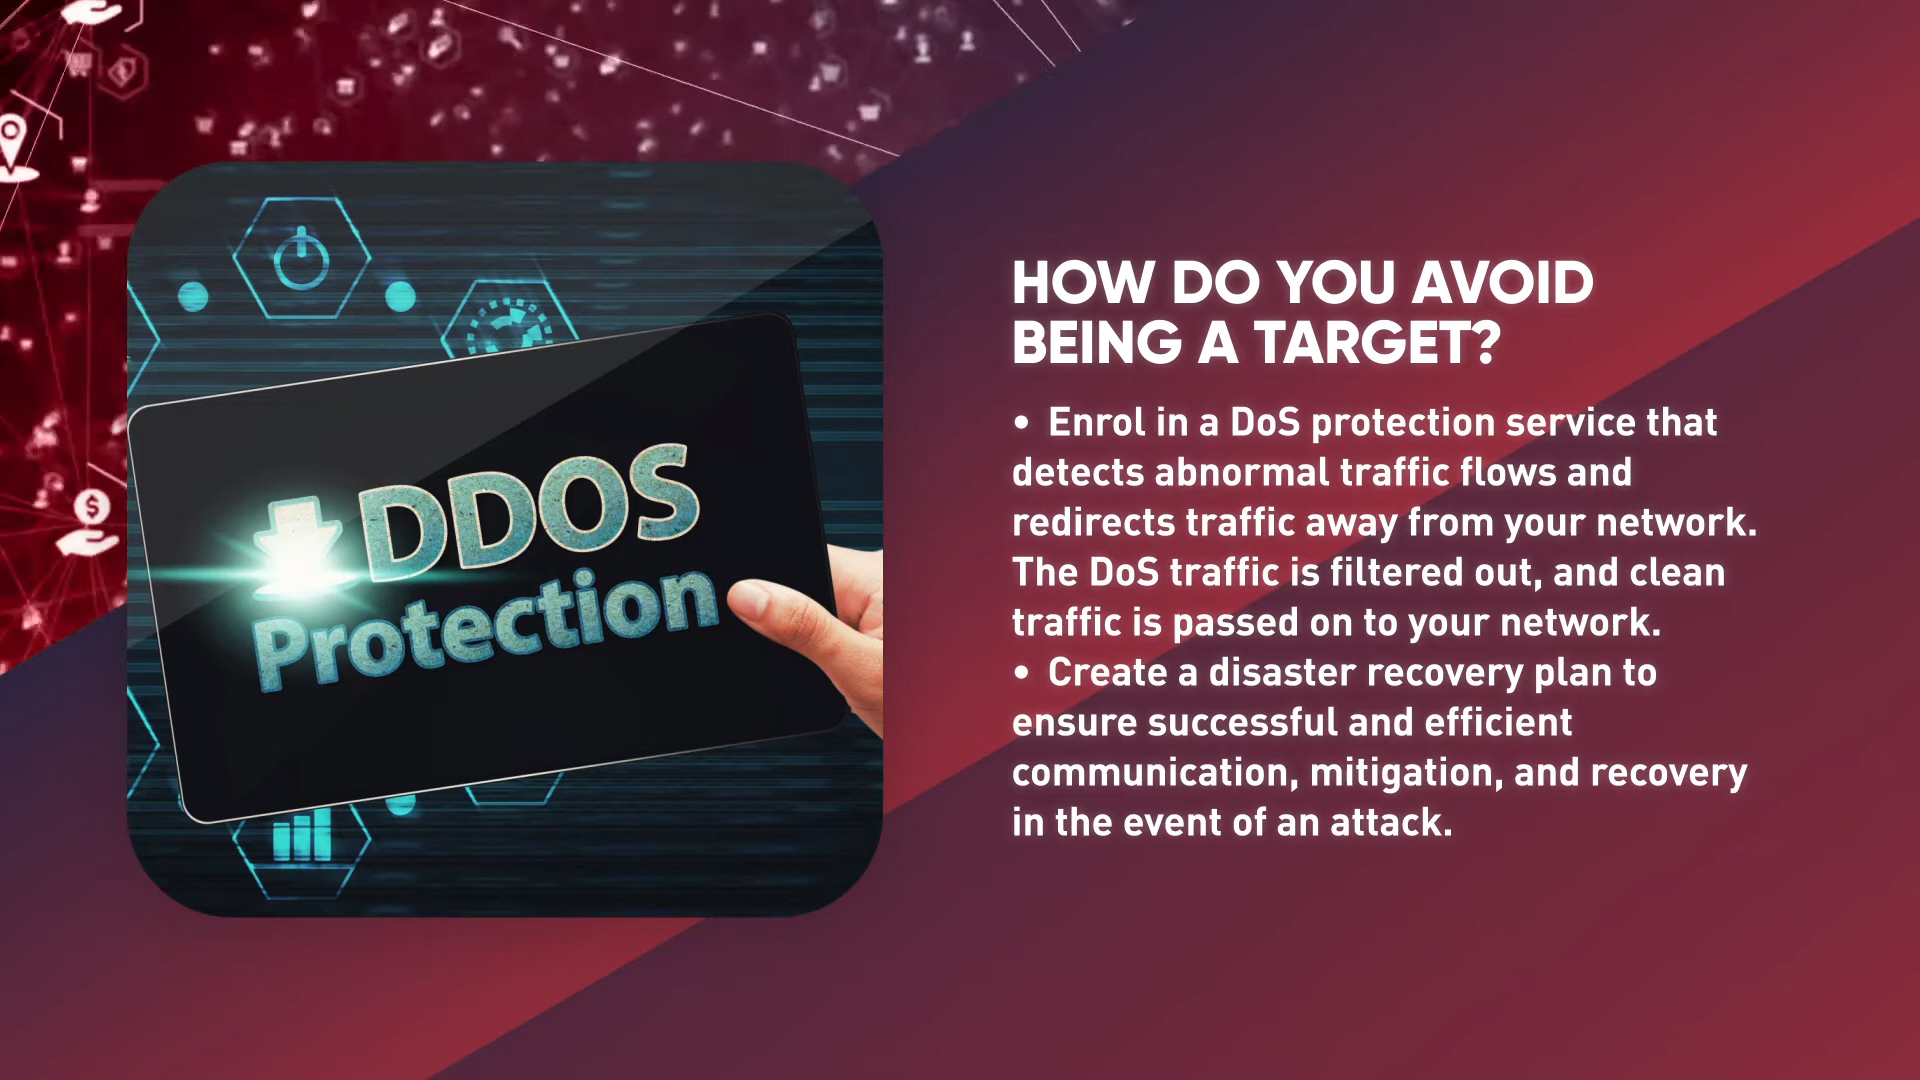 DDOS
Protection
HOW DO YOU AVOID
BEING A TARGET?
• Enrol in a DoS protection service that
detects abnormal traffic flows and
redirects traffic away from your network.
The DoS traffic is filtered out, and clean
traffic is passed on to your network.
• Create a disaster recovery plan to
ensure successful and efficient
communication, mitigation, and recovery
in the event of an attack.